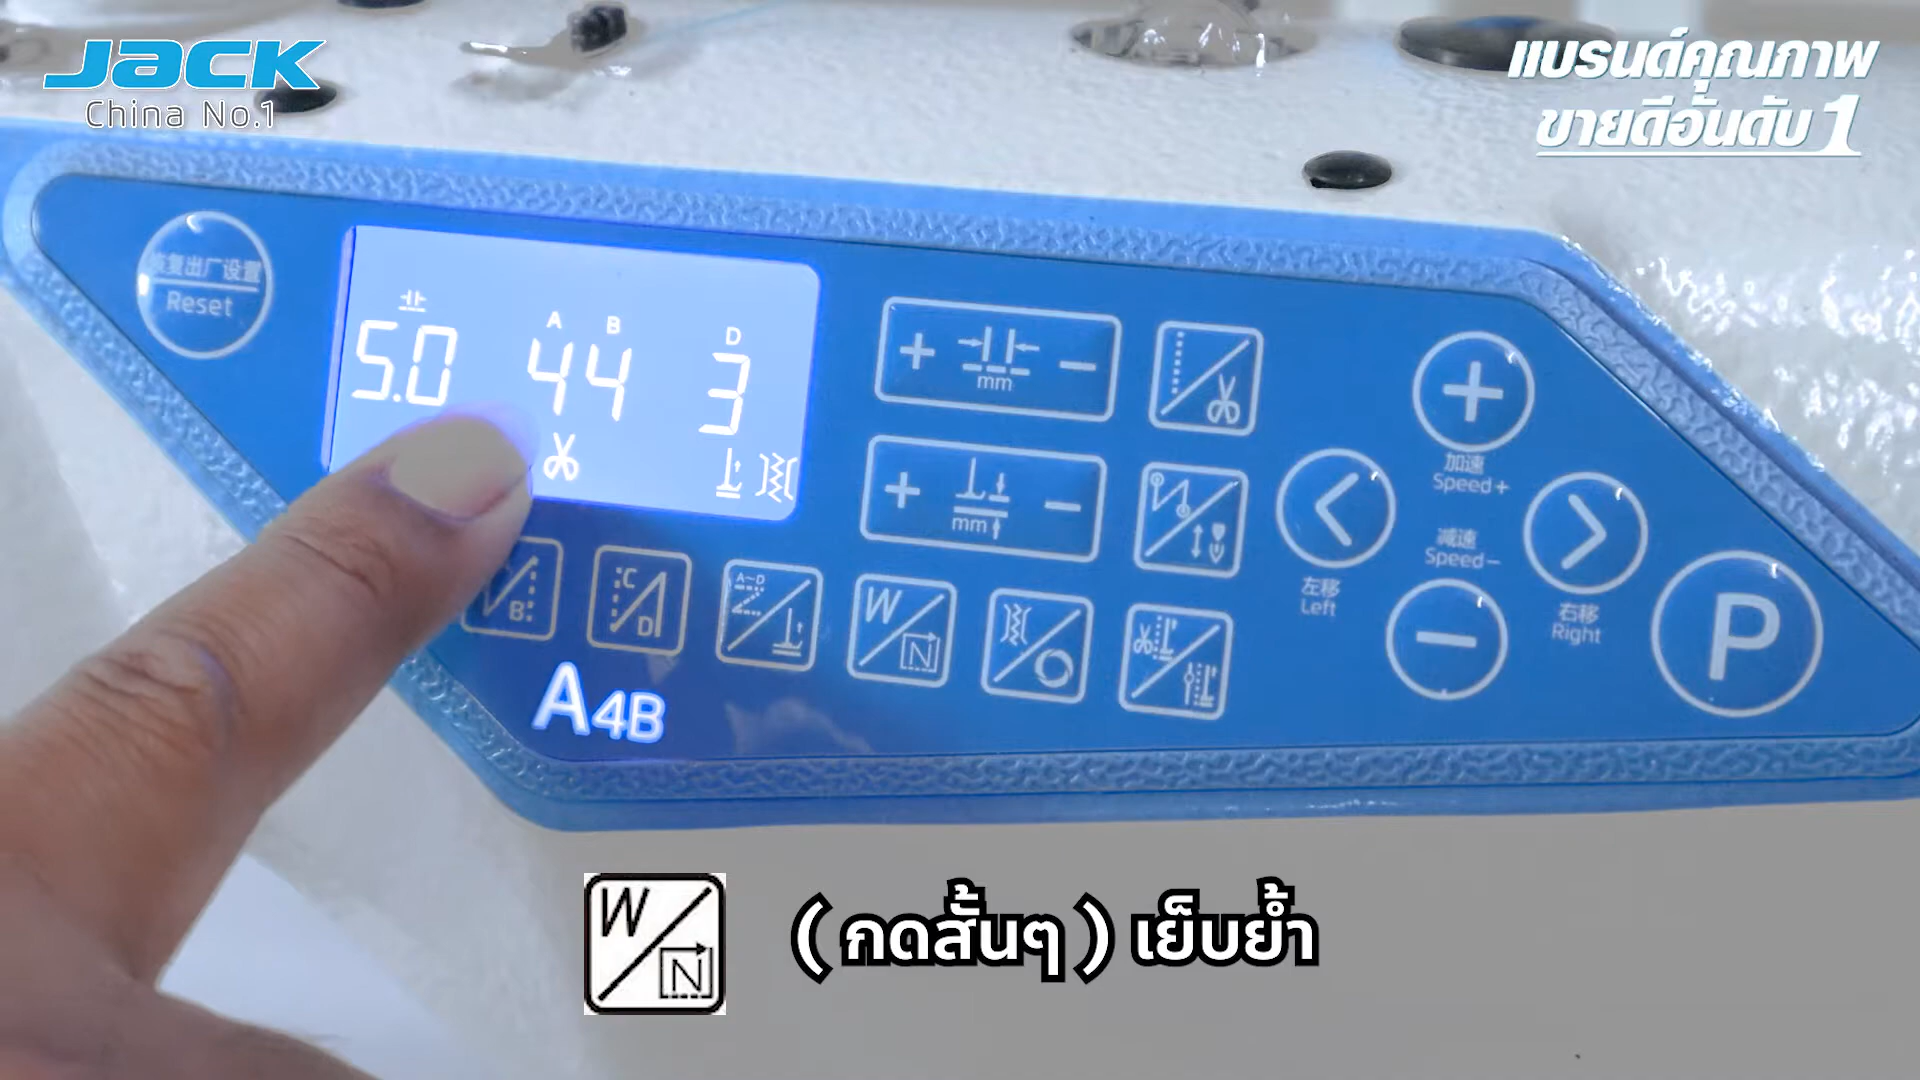 JACK
China No.1
แบรนด์คุณภาพ
ขายดีอันดับ 1
恢复出厂设置
Reset
5.0
A B
44
D
3
+ mm −
+ mm −
B
C D
A~D
W N
A4B
加速
Speed+
减速
Speed−
左移
Left
右移
Right
P
W N (กดสั้นๆ) เย็บย้ำ